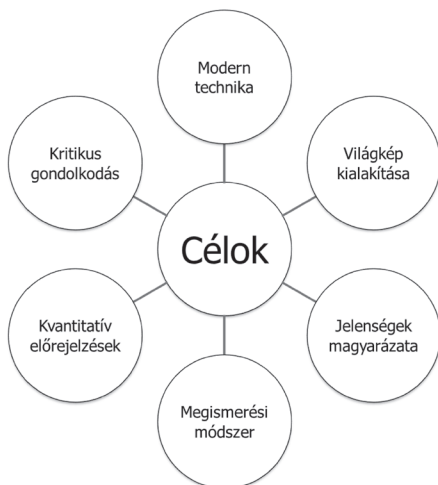 Modern
technika
Kritikus
gondolkodás
Világkép
kialakítása
Célok
Kvantitatív
előrejelzések
Jelenségek
magyarázata
Megismerési
módszer